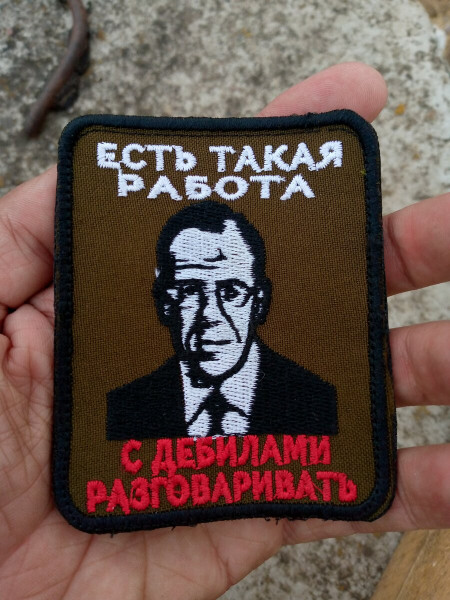 ЕСТЬ ТАКАЯ
РАБОТА
С ДЕБИЛАМИ
РАЗГОВАРИВАТЬ